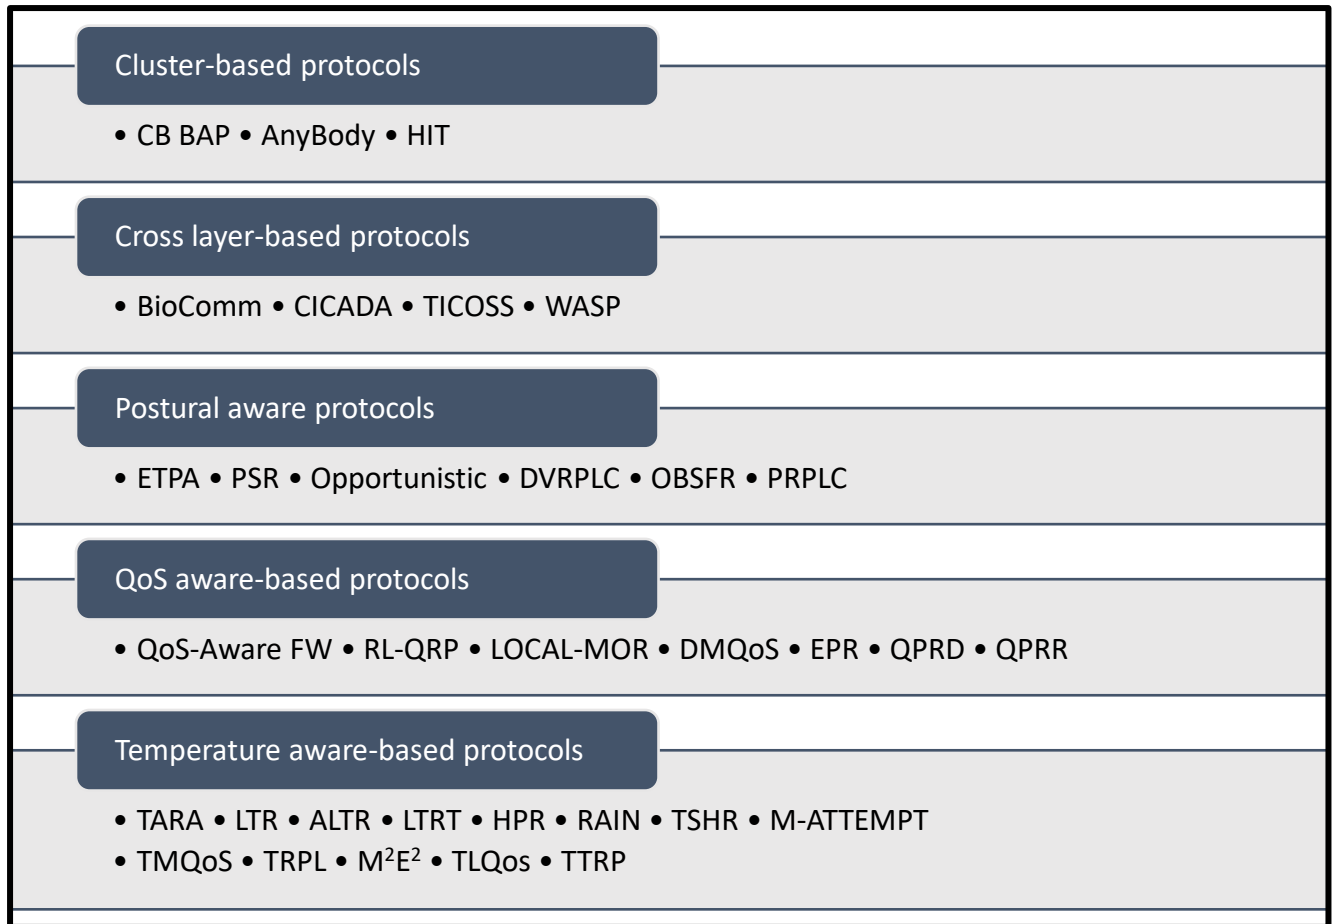 Cluster-based protocols
• CB BAP • AnyBody • HIT
Cross layer-based protocols
• BioComm • CICADA • TICOSS • WASP
Postural aware protocols
• ETPA • PSR • Opportunistic • DVRPLC • OBSFR • PRPLC
QoS aware-based protocols
• QoS-Aware FW • RL-QRP • LOCAL-MOR • DMQoS • EPR • QPRD • QPRR
Temperature aware-based protocols
• TARA • LTR • ALTR • LTRT • HPR • RAIN • TSHR • M-ATTEMPT
• TMQoS • TRPL • M²E² • TLQos • TTRP